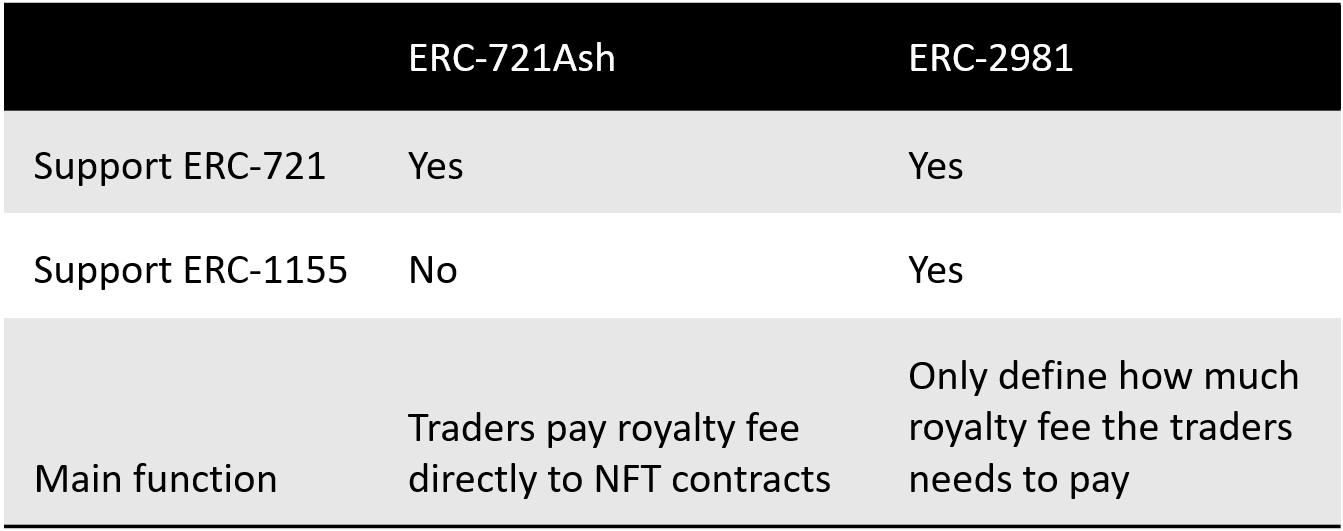 ERC-721Ash ERC-2981
Support ERC-721 Yes Yes
Support ERC-1155 No Yes
Only define how much
Traders pay royalty fee royalty fee the traders
Main function directly to NFT contracts needs to pay